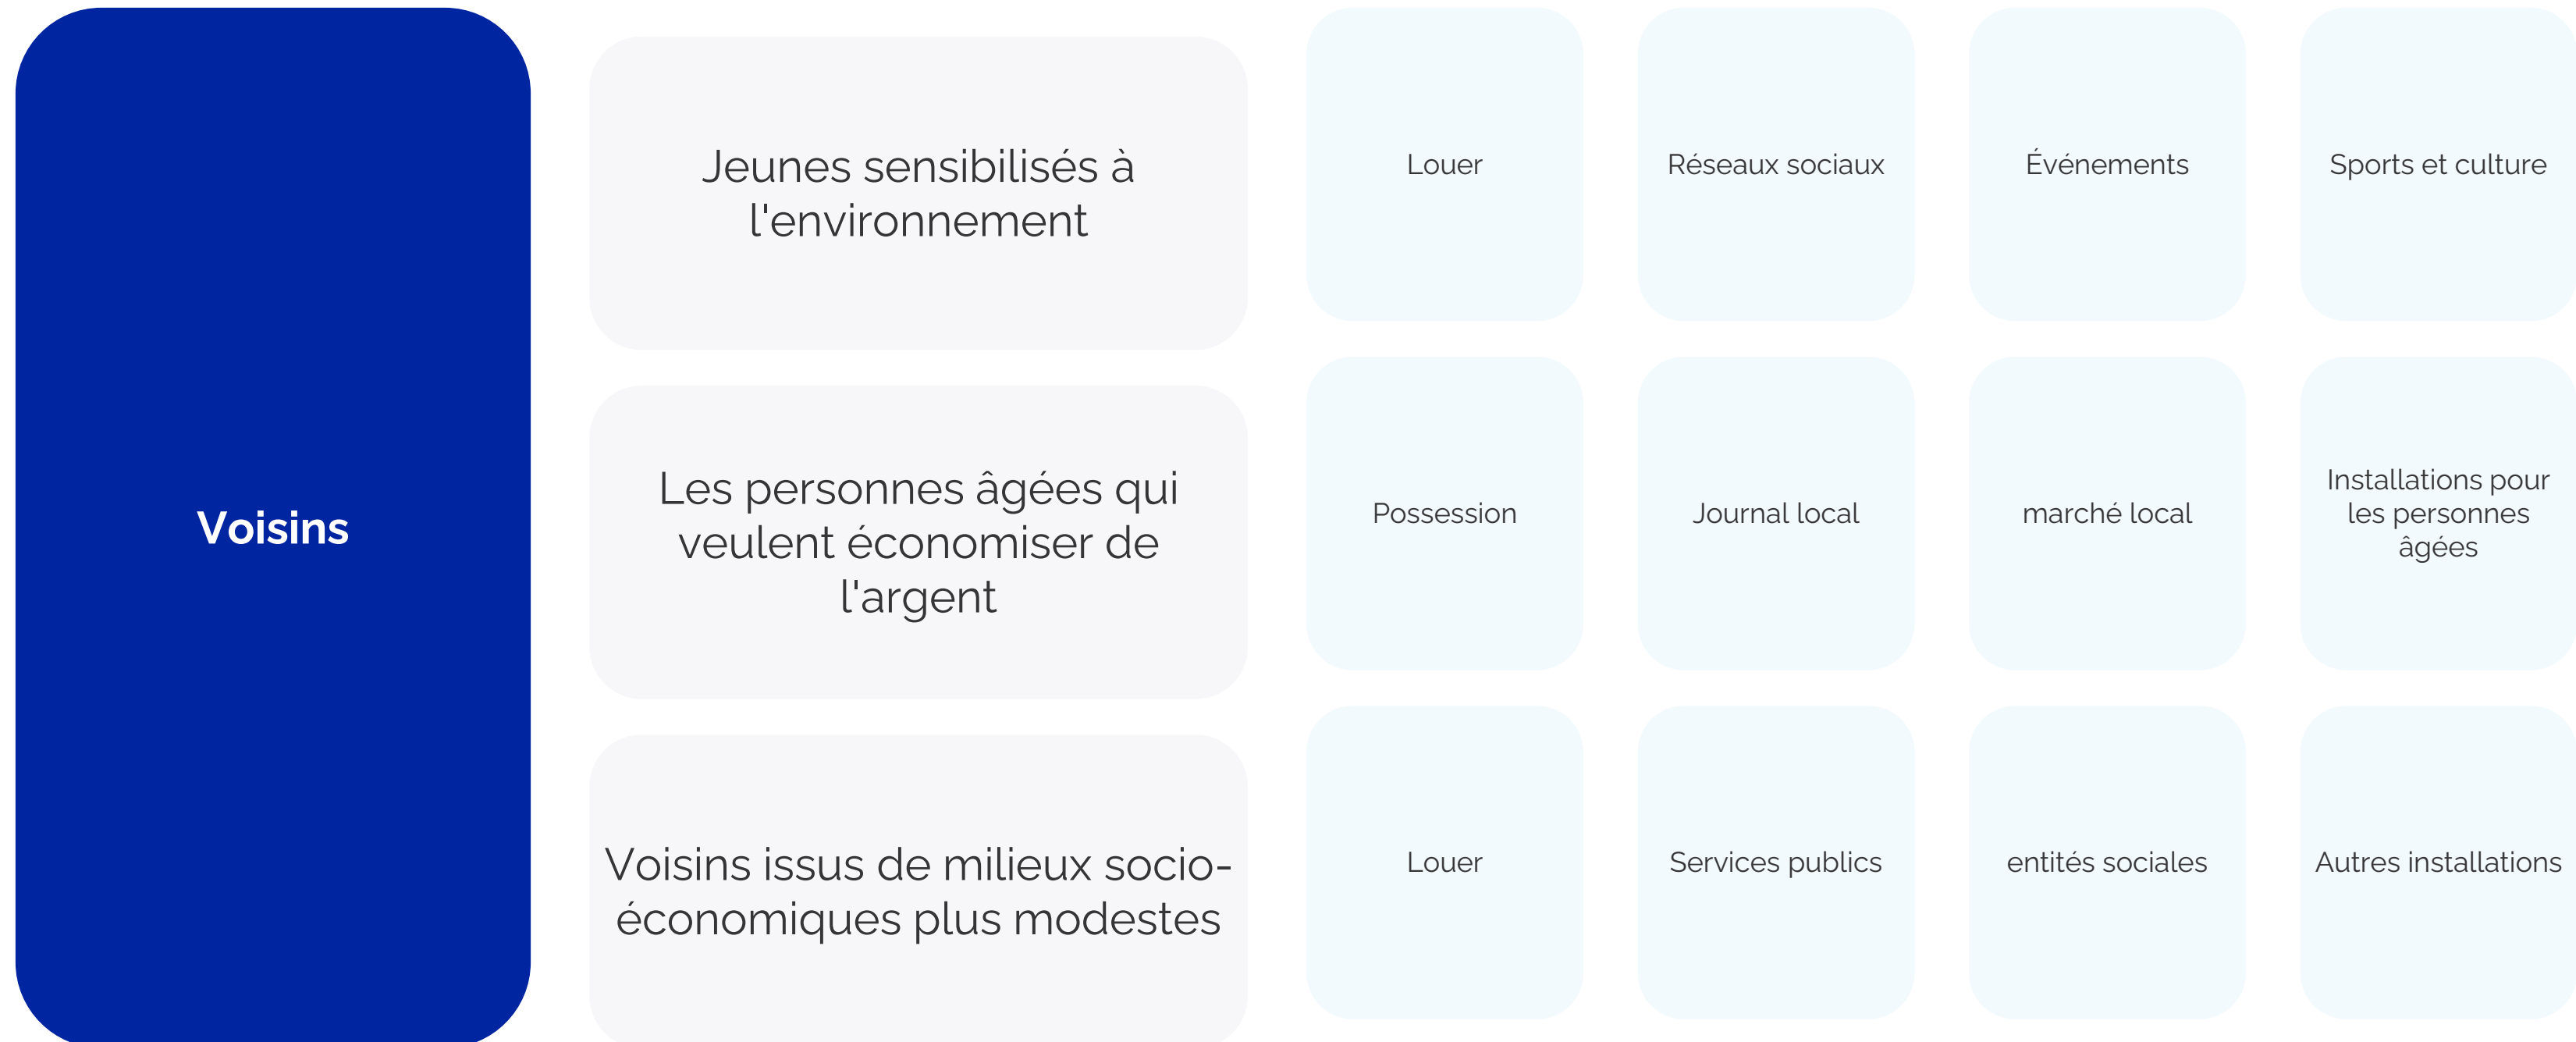 Voisins
Jeunes sensibilisés à
l'environnement
Louer
Réseaux sociaux
Événements
Sports et culture
Les personnes âgées qui
veulent économiser de
l'argent
Possession
Journal local
marché local
Installations pour
les personnes
âgées
Voisins issus de milieux socio-
économiques plus modestes
Louer
Services publics
entités sociales
Autres installations